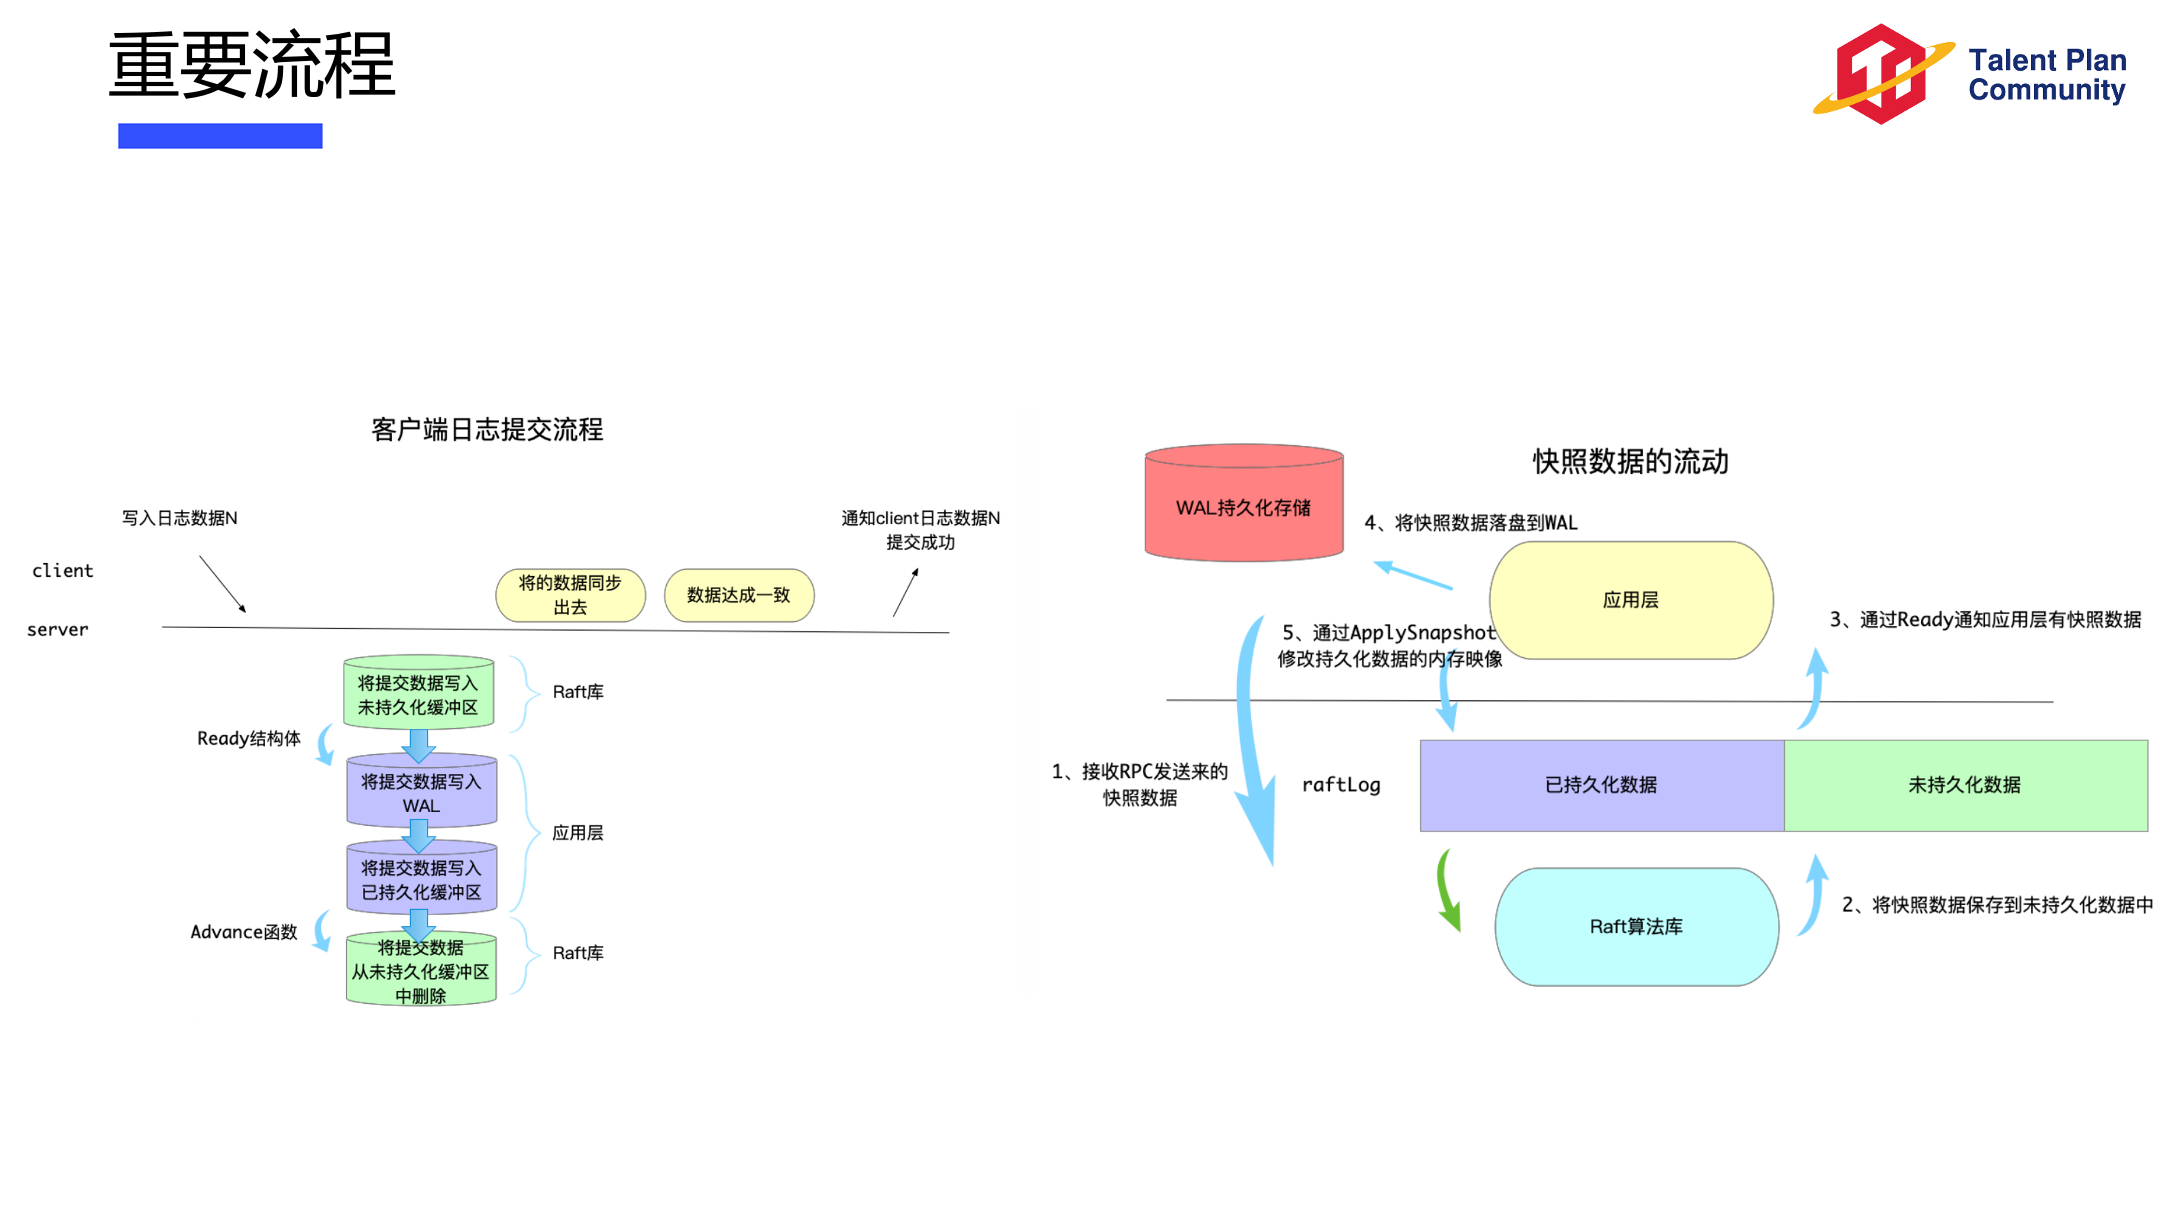 重要流程
Talent Plan
Community
客户端日志提交流程
写入日志数据N
通知client日志数据N
提交成功
client
将的数据同步
出去
数据达成一致
server
将提交数据写入
未持久化缓冲区
Raft库
Ready结构体
将提交数据写入
WAL
应用层
将提交数据写入
已持久化缓冲区
Advance函数
将提交数据
从未持久化缓冲区
中删除
Raft库
快照数据的流动
WAL持久化存储
4、将快照数据落盘到WAL
应用层
3、通过Ready通知应用层有快照数据
5、通过ApplySnapshot
修改持久化数据的内存映像
1、接收RPC发送来的
快照数据
raftLog
已持久化数据
未持久化数据
Raft算法库
2、将快照数据保存到未持久化数据中